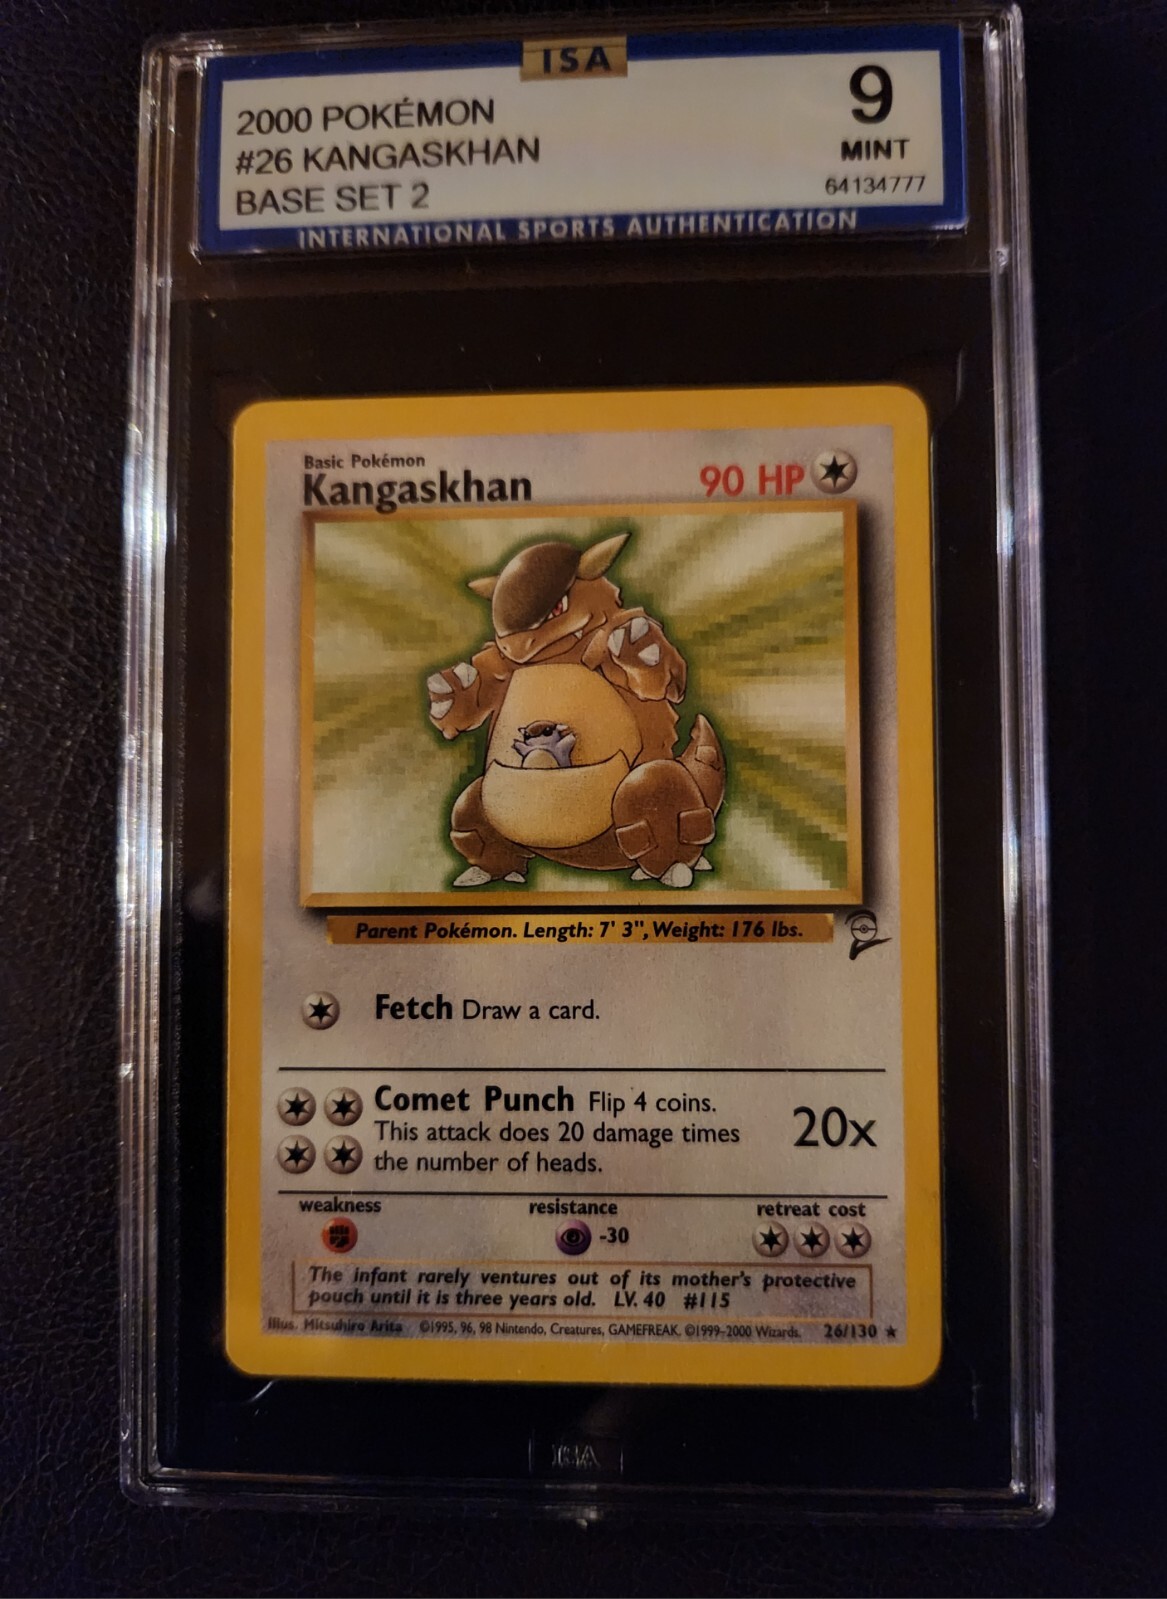 ISA
2000 POKÉMON
#26 KANGASKHAN
BASE SET 2
9
MINT
64134777
INTERNATIONAL SPORTS AUTHENTICATION
Basic Pokémon
Kangaskhan
90 HP
Parent Pokémon. Length: 7' 3", Weight: 176 lbs.
Fetch Draw a card.
Comet Punch Flip 4 coins.
This attack does 20 damage times
the number of heads.
20x
weakness
resistance
retreat cost
-30
The infant rarely ventures out of its mother's protective
pouch until it is three years old. LV. 40 #115
Illus. Mitsuhiro Arita ©1995, 96, 98 Nintendo, Creatures, GAMEFREAK. ©1999-2000 Wizards. 26/130 ★
ISA